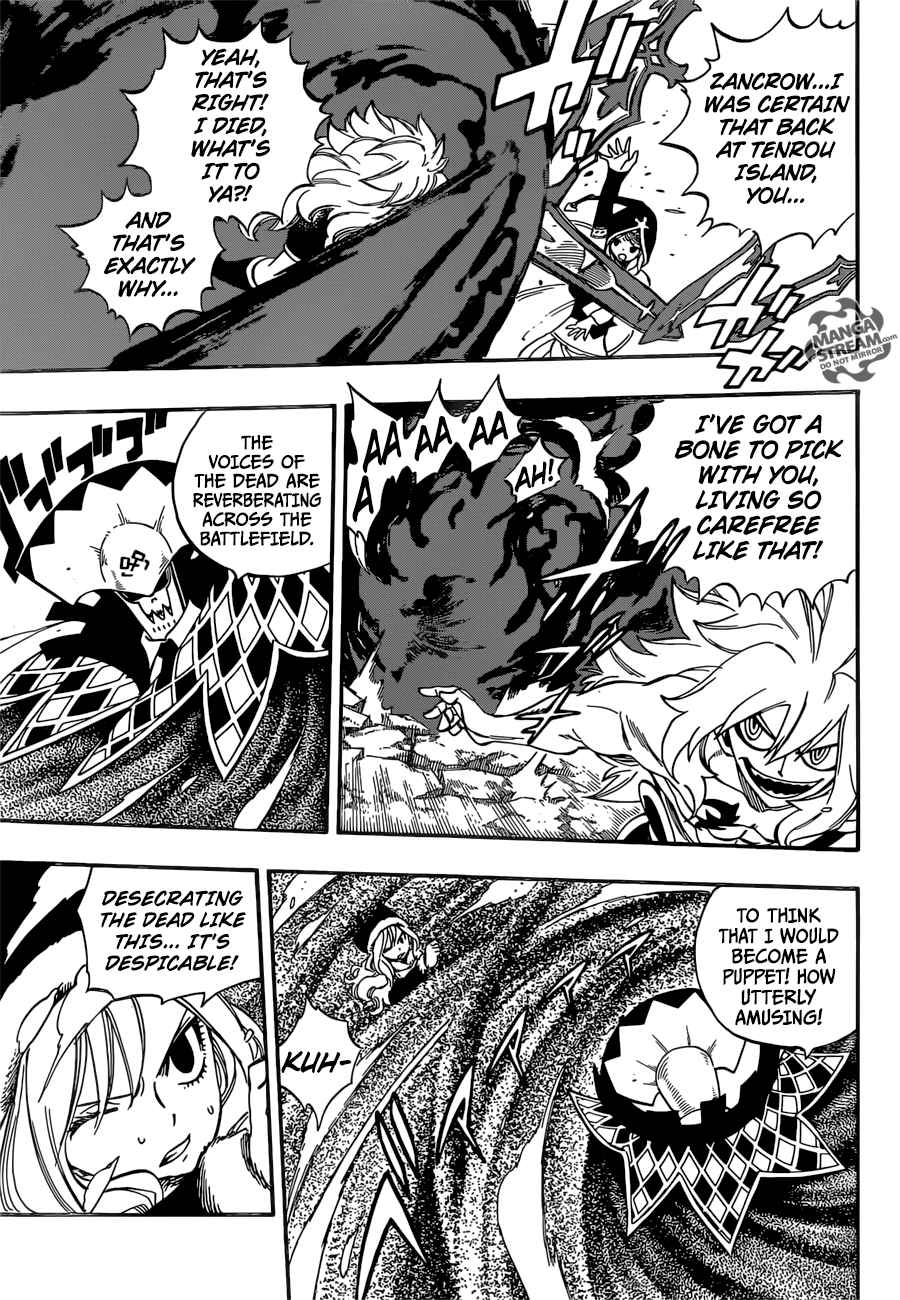 ZANCROW...I
WAS CERTAIN
THAT BACK
AT TENROU
ISLAND,
YOU...
YEAH,
THAT'S
RIGHT!
I DIED,
WHAT'S
IT TO
YA?!
AND
THAT'S
EXACTLY
WHY...
MANGA
STREAM.com
DO NOT MIRROR
I'VE GOT A
BONE TO PICK
WITH YOU,
LIVING SO
CAREFREE
LIKE THAT!
AA AA AA
A
AH!
THE
VOICES OF
THE DEAD ARE
REVERBERATING
ACROSS THE
BATTLEFIELD.
TO THINK
THAT I WOULD
BECOME A
PUPPET! HOW
UTTERLY
AMUSING!
KUH-
DESECRATING
THE DEAD LIKE
THIS... IT'S
DESPICABLE!